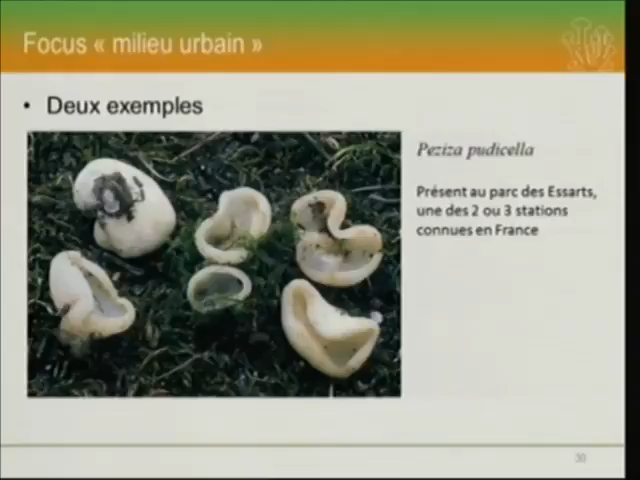 Focus « milieu urbain »
• Deux exemples
Peziza pudicella
Présent au parc des Essarts,
une des 2 ou 3 stations
connues en France
30